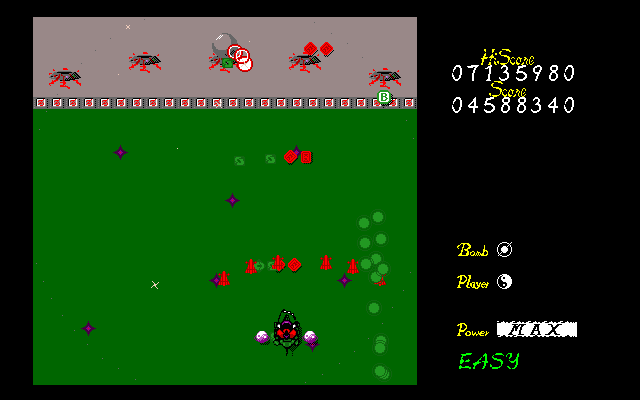 HiScore
07135980
Score
04588340
B
Bomb
Player
Power MAX
EASY